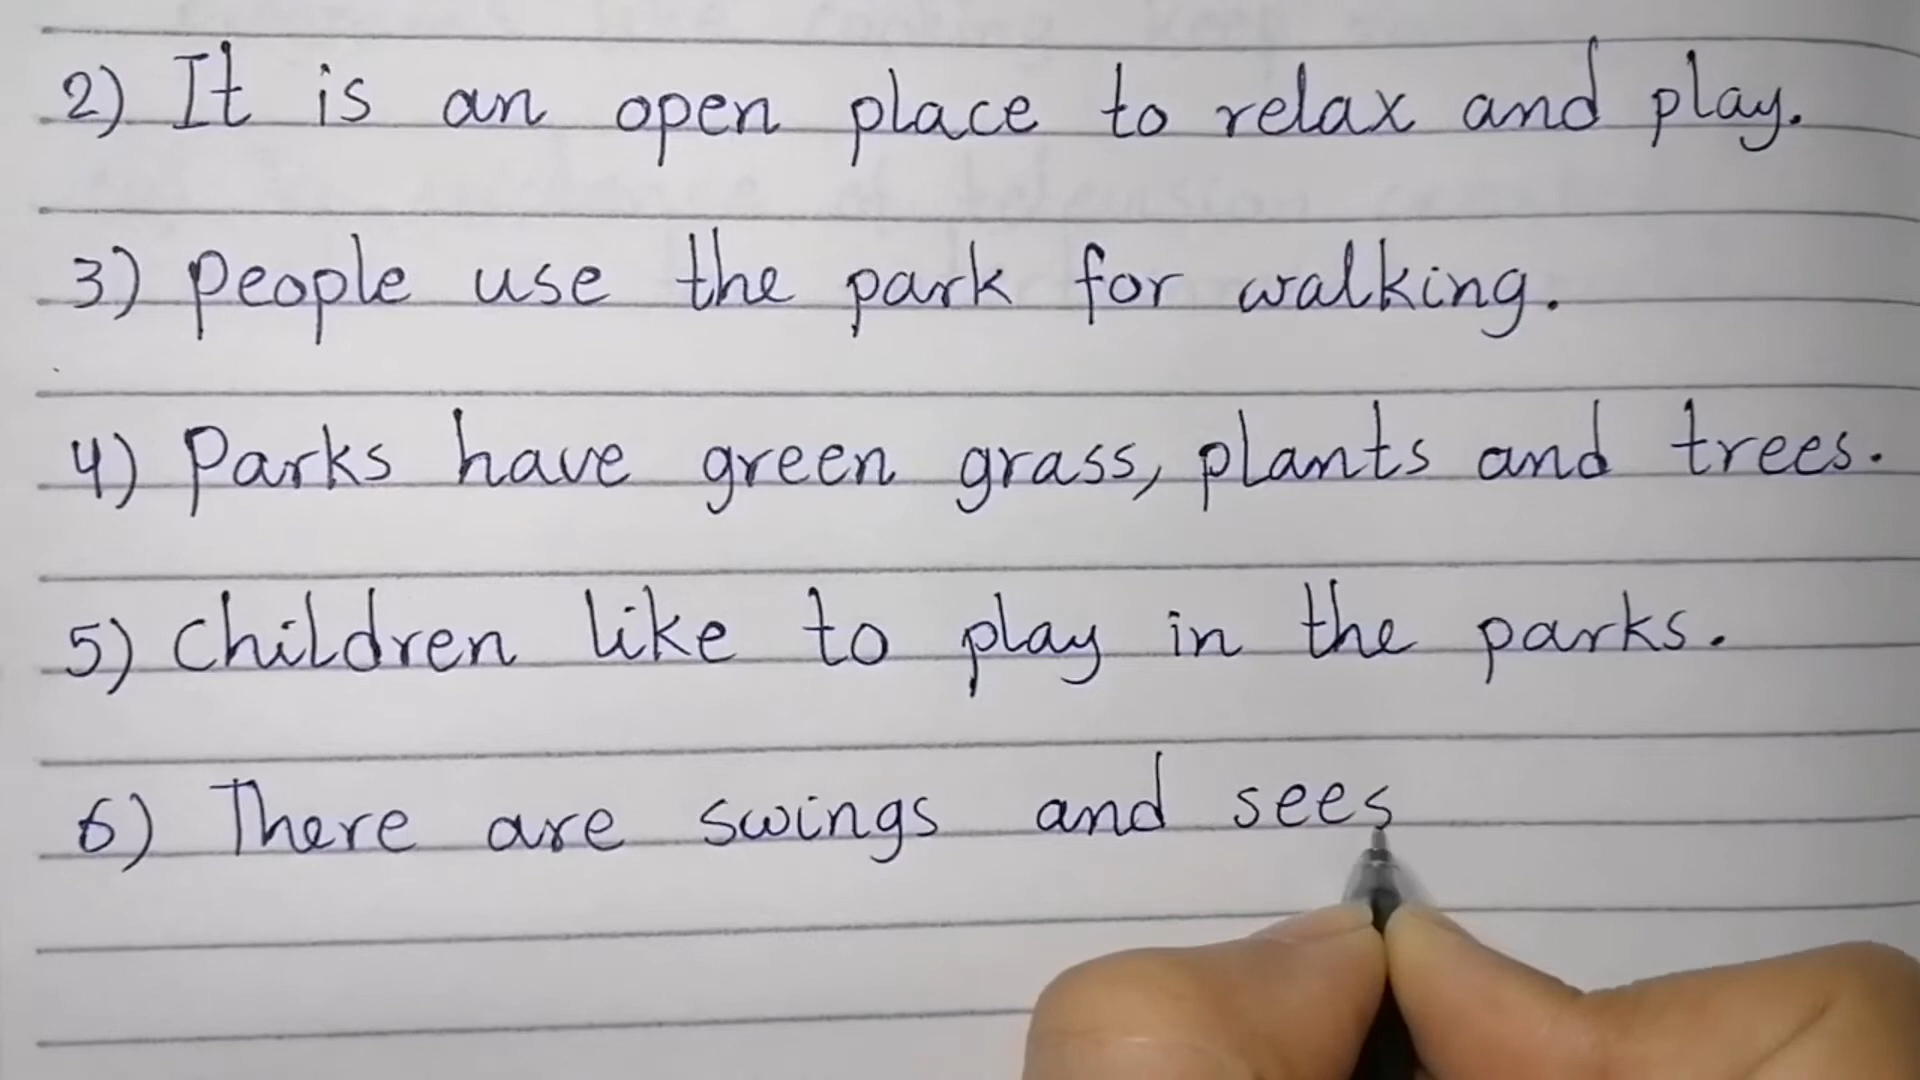 2) It is an open place to relax and play.
3) People use the park for walking.
4) Parks have green grass, plants and trees.
5) Children like to play in the parks.
6) There are swings and sees